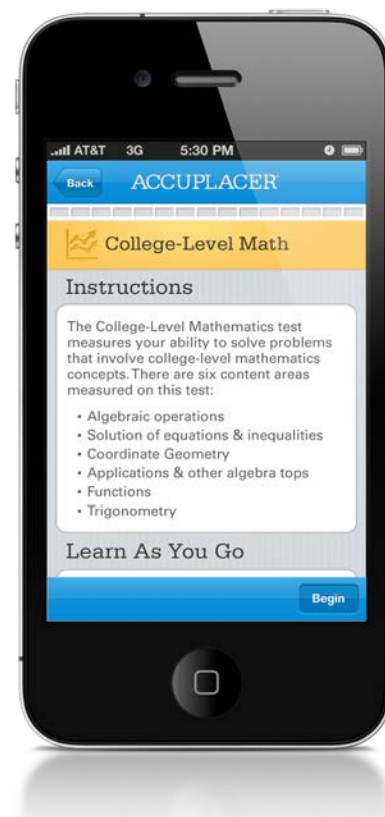 AT&T 3G 5:30 PM
Back ACCUPLACER
College-Level Math
Instructions
The College-Level Mathematics test
measures your ability to solve problems
that involve college-level mathematics
concepts. There are six content areas
measured on this test:
• Algebraic operations
• Solution of equations & inequalities
• Coordinate Geometry
• Applications & other algebra tops
• Functions
• Trigonometry
Learn As You Go
Begin